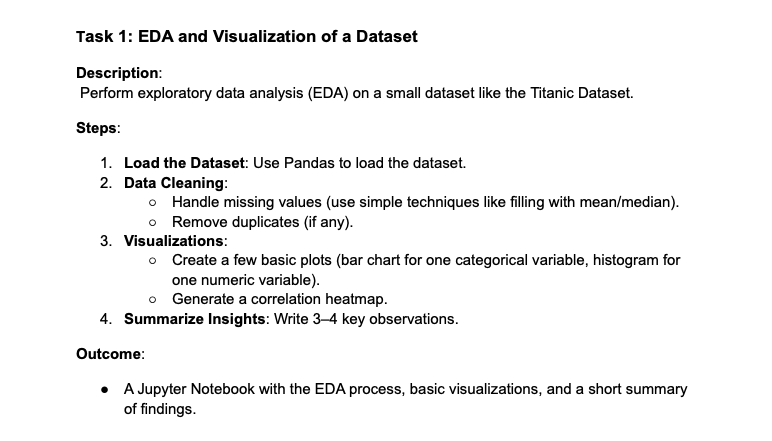 Task 1: EDA and Visualization of a Dataset
Description:
Perform exploratory data analysis (EDA) on a small dataset like the Titanic Dataset.
Steps:
1. Load the Dataset: Use Pandas to load the dataset.
2. Data Cleaning:
○ Handle missing values (use simple techniques like filling with mean/median).
○ Remove duplicates (if any).
3. Visualizations:
○ Create a few basic plots (bar chart for one categorical variable, histogram for
one numeric variable).
○ Generate a correlation heatmap.
4. Summarize Insights: Write 3–4 key observations.
Outcome:
● A Jupyter Notebook with the EDA process, basic visualizations, and a short summary
of findings.